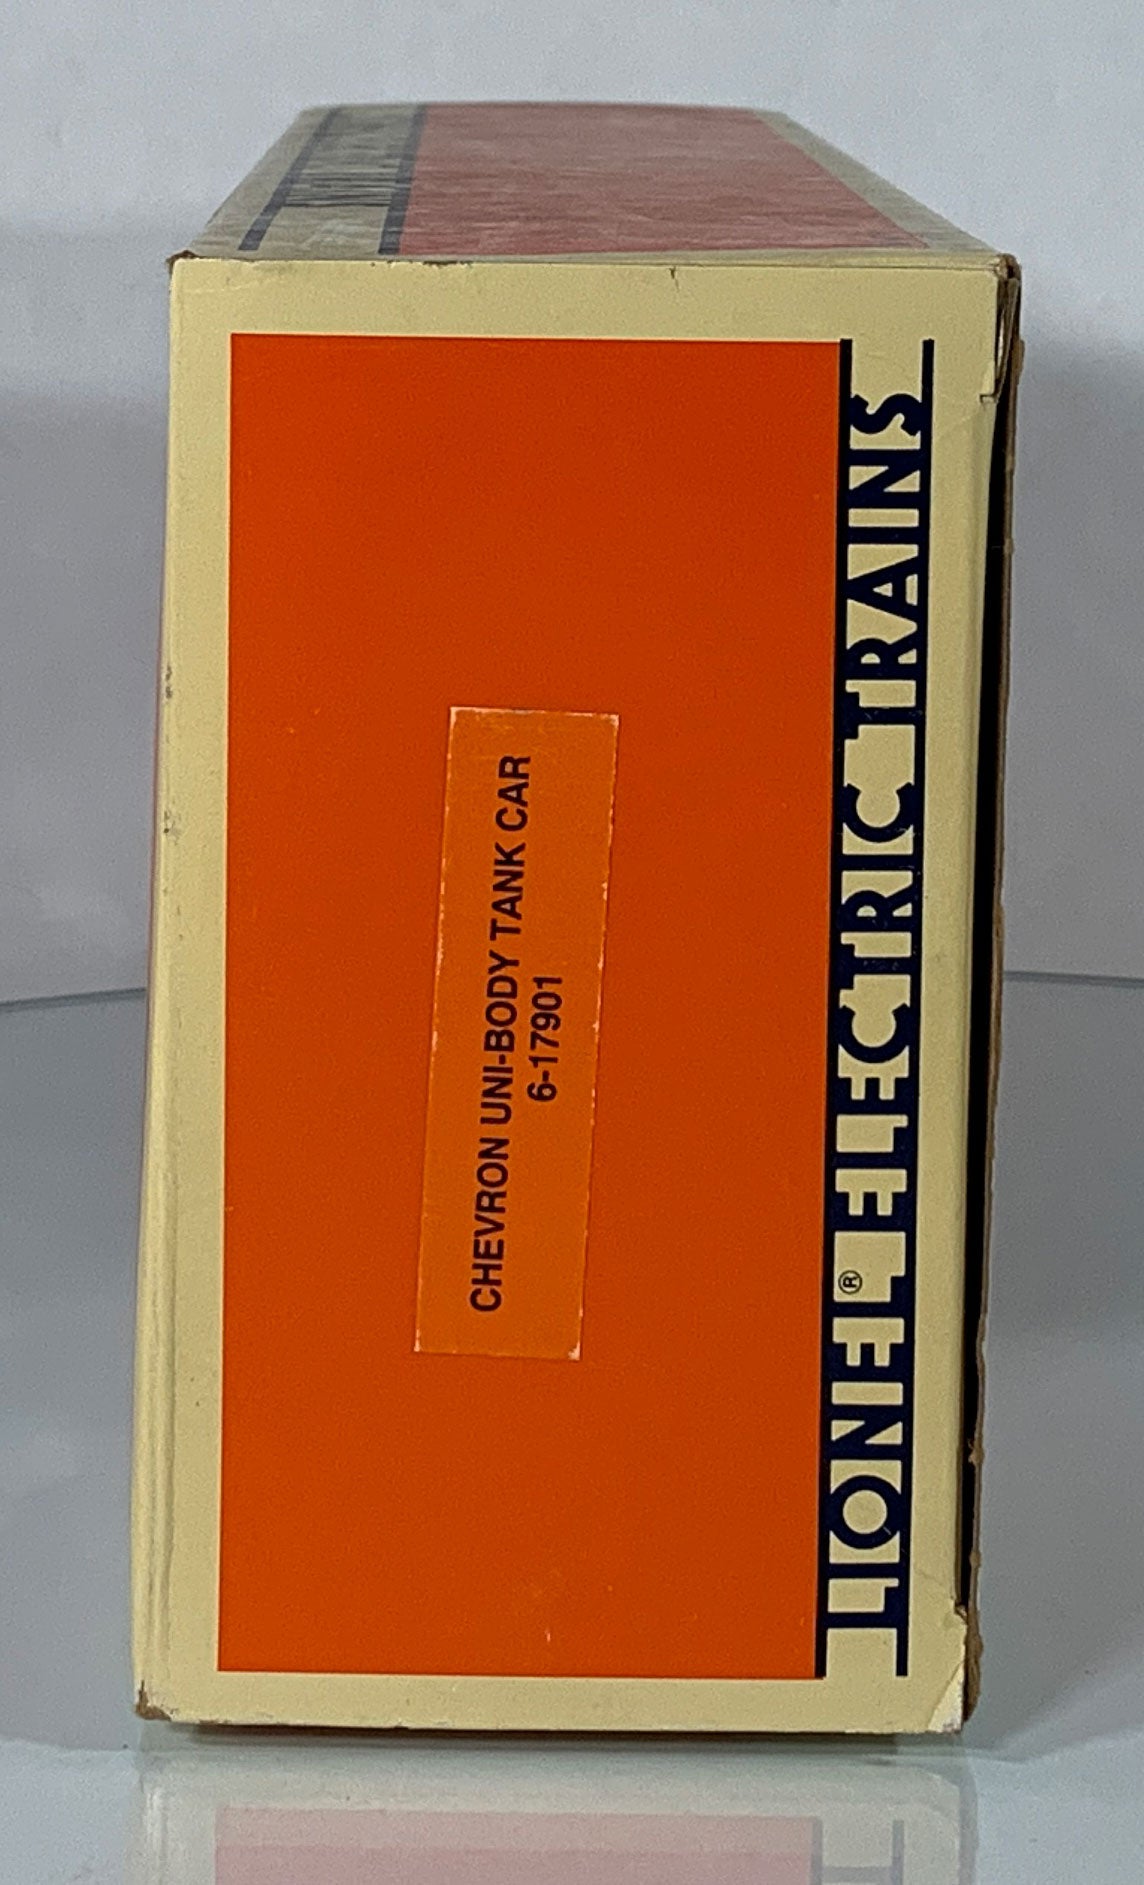 CHEVRON UNI-BODY TANK CAR
6-17901
LIONEL® ELECTRIC TRAINS